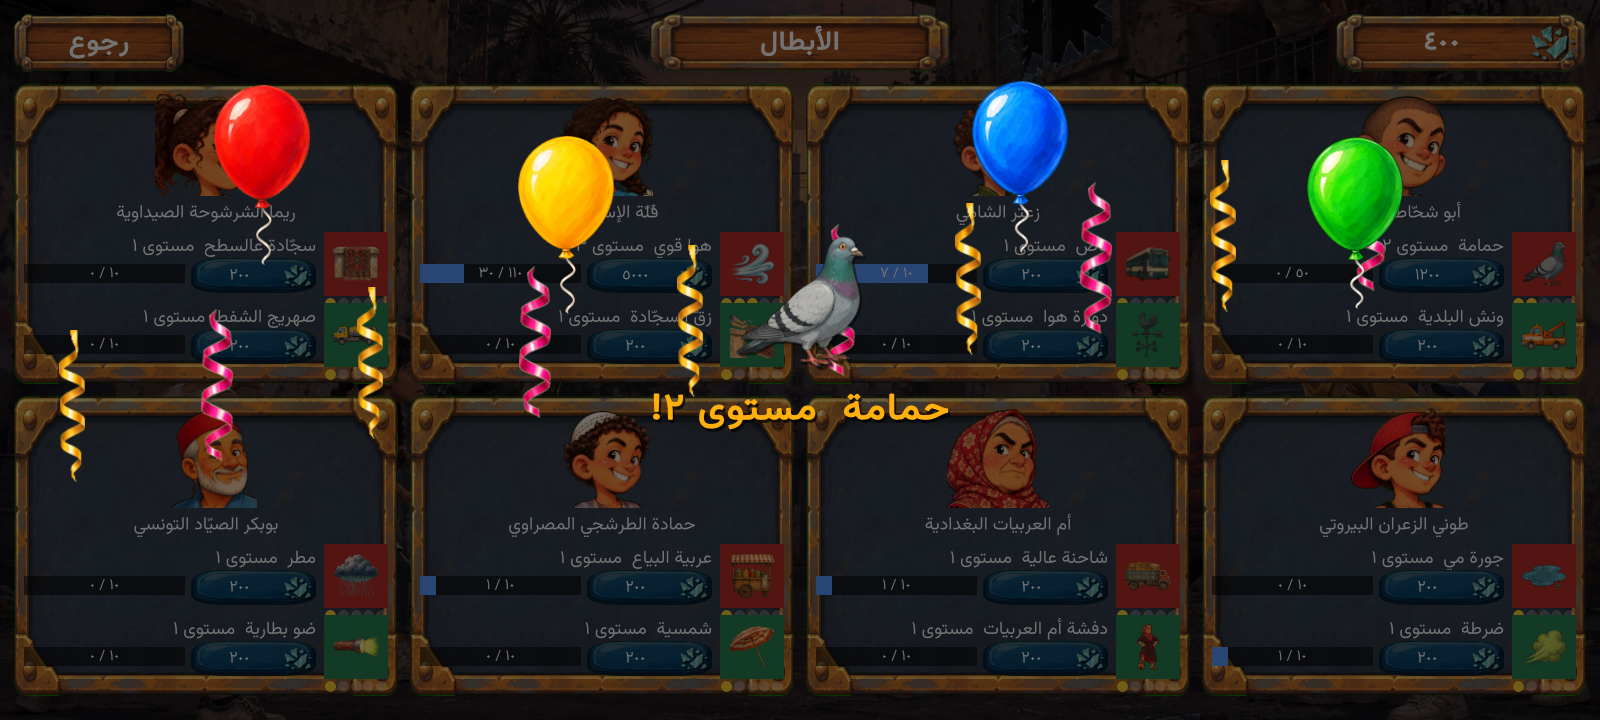 ٤٠٠
الأبطال
رجوع
أبو شحّاط
حمامة مستوى ٢
١٢٠٠
٠ / ٥٠
ونش البلدية مستوى ١
٢٠٠
٠ / ١٠
زعتر الشامي
مستوى ١
٢٠٠
٧ / ١٠
دوّرة هوا مستوى ١
٢٠٠
٠ / ١٠
فلّة
هوا قوي مستوى
٥٠٠٠
٣٠ / ١١٠
زق السجّادة مستوى ١
٢٠٠
٠ / ١٠
ريما الشرشوحة الصيداوية
سجّادة عالسطح مستوى ١
٢٠٠
٠ / ١٠
صهريج الشفط مستوى ١
٢٠٠
٠ / ١٠
حمامة مستوى ٢!
طوني الزعران البيروتي
جورة مي مستوى ١
٢٠٠
٠ / ١٠
ضرطة مستوى ١
٢٠٠
١ / ١٠
أم العربيات البغدادية
شاحنة عالية مستوى ١
٢٠٠
١ / ١٠
دفشة أم العربيات مستوى ١
٢٠٠
٠ / ١٠
حمادة الطرشجي المصراوي
عربية البياع مستوى ١
٢٠٠
١ / ١٠
شمسية مستوى ١
٢٠٠
٠ / ١٠
بوبكر الصيّاد التونسي
مطر مستوى ١
٢٠٠
٠ / ١٠
ضو بطارية مستوى ١
٢٠٠
٠ / ١٠